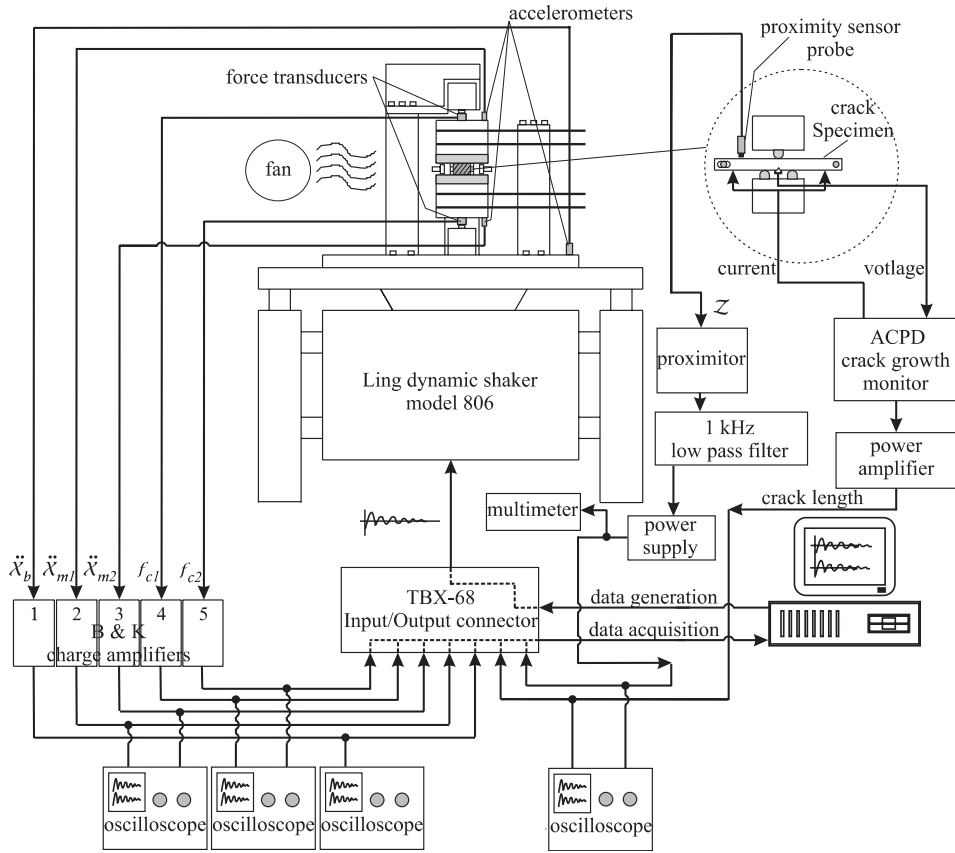 accelerometers
proximity sensor
probe
force transducers
crack
Specimen
fan
current
votlage
Z
proximitor
ACPD
crack growth
monitor
Ling dynamic shaker
model 806
1 kHz
low pass filter
power
amplifier
crack length
multimeter
power
supply
Ẍb Ẍm1 Ẍm2 fc1 fc2
1 2 3 4 5
B & K
charge amplifiers
TBX-68
Input/Output connector
data generation
data acquisition
oscilloscope oscilloscope oscilloscope oscilloscope